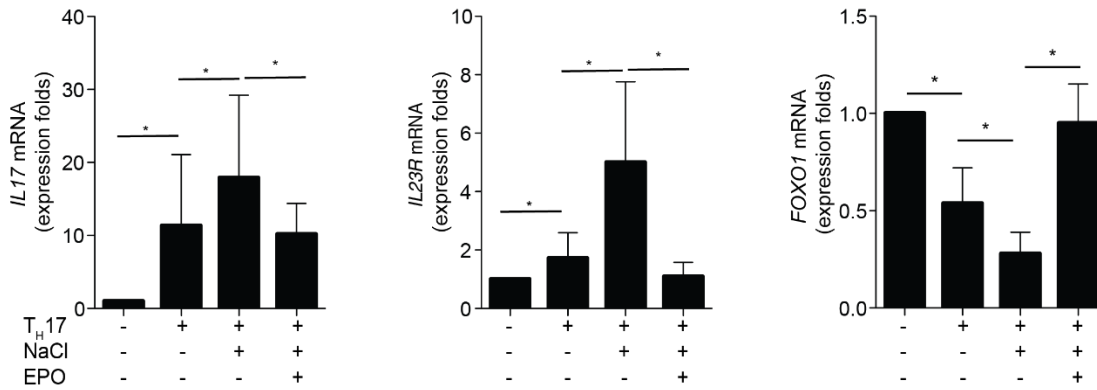 IL17 mRNA
(expression folds)
40
30
20
10
0
*
*
*
IL23R mRNA
(expression folds)
10
8
6
4
2
0
*
*
*
FOXO1 mRNA
(expression folds)
1.5
1.0
0.5
0.0
*
*
*
TH17 - + + + - + + + - + + +
NaCl - - + + - - + + - - + +
EPO - - - + - - - + - - - +